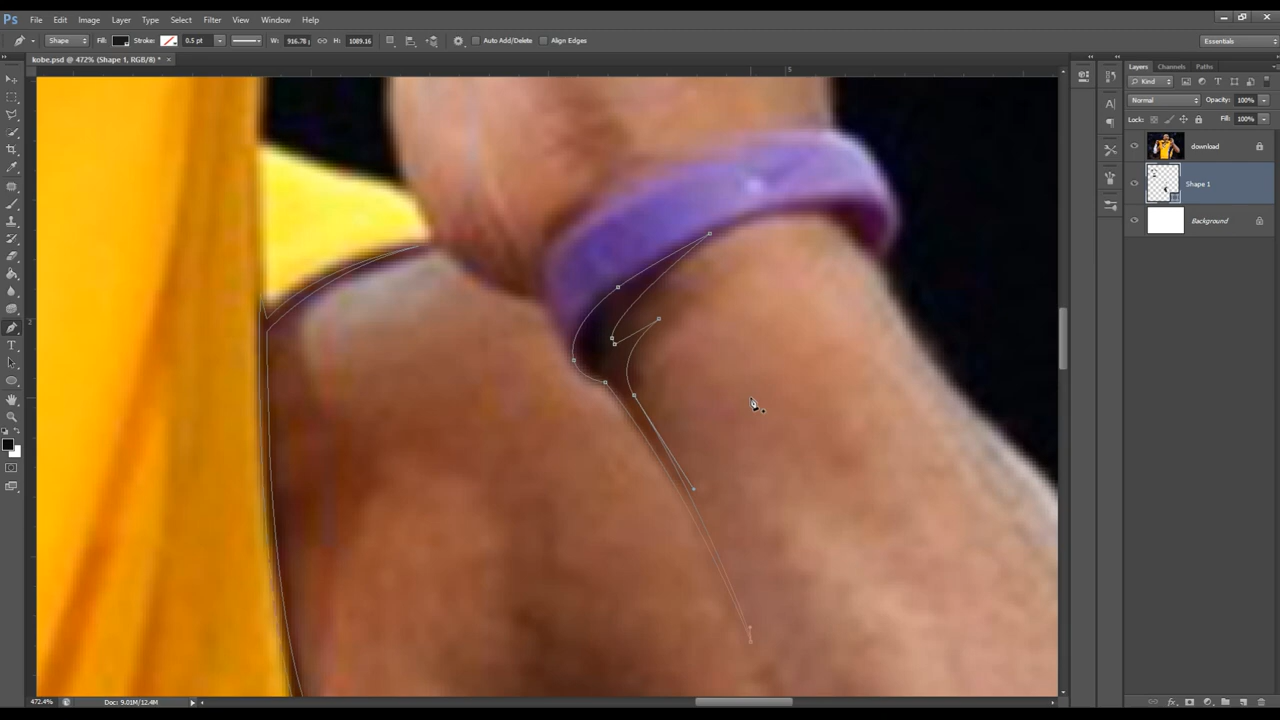 Ps File Edit Image Layer Type Select Filter View Window Help
Shape Fill: Stroke: 0.5 pt W: 916.78 H: 1089.16 Auto Add/Delete Align Edges Essentials
kobe.psd @ 472% (Shape 1, RGB/8) * ×
Layers Channels Paths
5
Kind
Normal Opacity: 100%
Lock: Fill: 100%
download
Shape 1
Background
2
472.4% Doc: 9.01M/12.4M